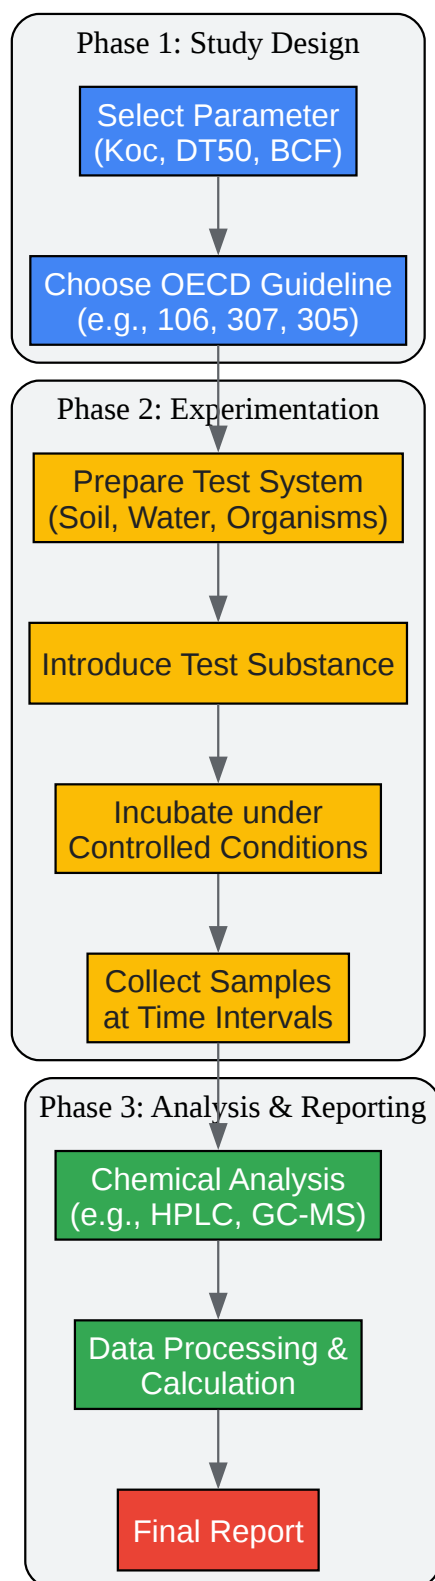 Phase 1: Study Design
Select Parameter
(Koc, DT50, BCF)
Choose OECD Guideline
(e.g., 106, 307, 305)
Phase 2: Experimentation
Prepare Test System
(Soil, Water, Organisms)
Introduce Test Substance
Incubate under
Controlled Conditions
Collect Samples
at Time Intervals
Phase 3: Analysis & Reporting
Chemical Analysis
(e.g., HPLC, GC-MS)
Data Processing &
Calculation
Final Report